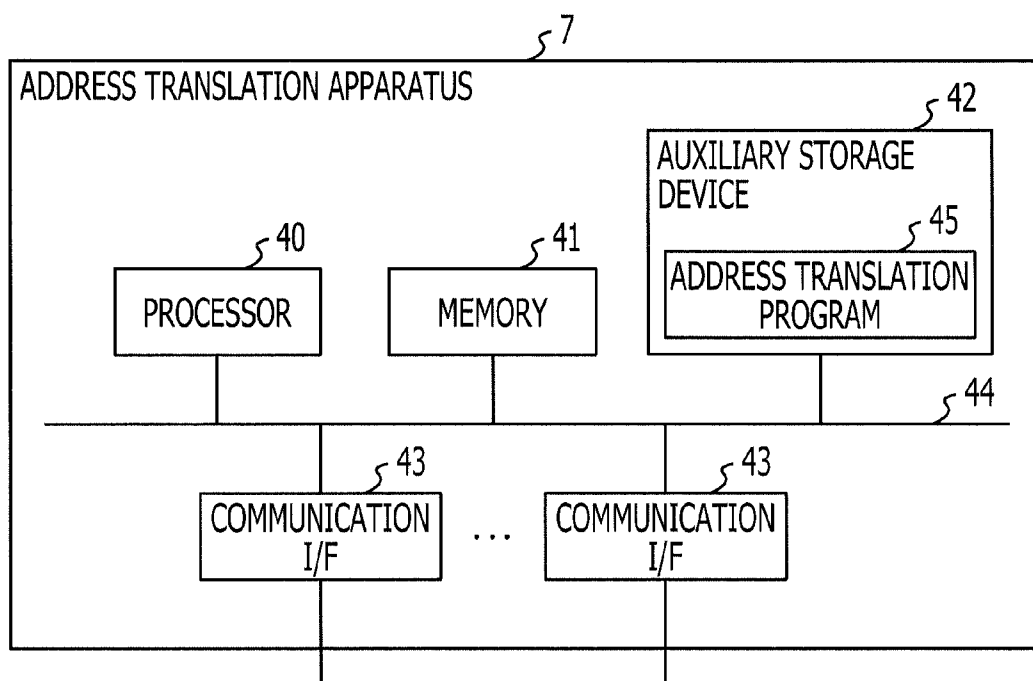 7
ADDRESS TRANSLATION APPARATUS
42
AUXILIARY STORAGE
DEVICE
45
ADDRESS TRANSLATION
PROGRAM
40
PROCESSOR
41
MEMORY
44
43
COMMUNICATION
I/F
...
43
COMMUNICATION
I/F